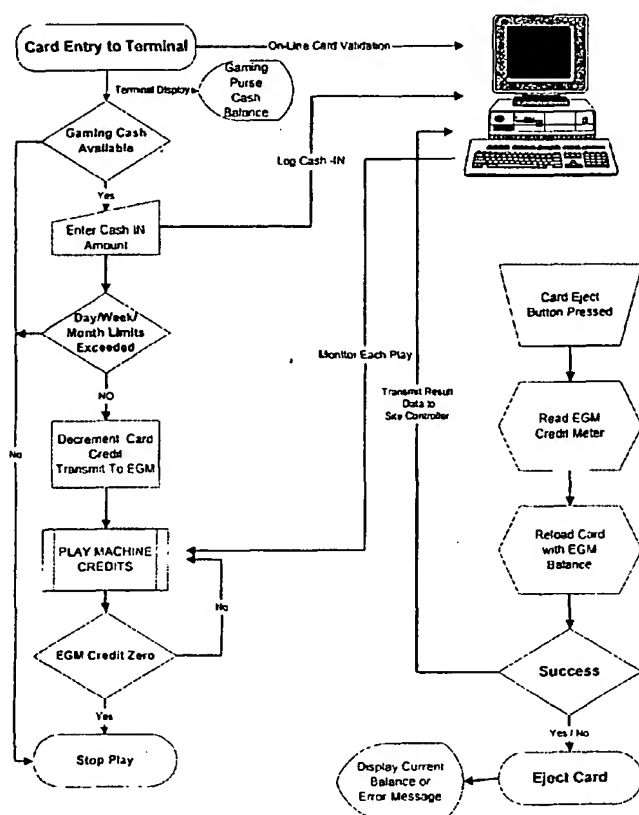 Card Entry to Terminal
On-Line Card Validation
Terminal Display
Gaming
Purse
Cash
Balance
Gaming Cash
Available
Log Cash -IN
Yes
Enter Cash IN
Amount
Day/Week/
Month Limits
Exceeded
NO
No
Decrement Card
Credit
Transmit To EGM
Monitor Each Play
PLAY MACHINE
CREDITS
No
EGM Credit Zero
Yes
Stop Play
Transmit Result
Data to
Site Controller
Card Eject
Button Pressed
Read EGM
Credit Meter
Reload Card
with EGM
Balance
Success
Yes / No
Eject Card
Display Current
Balance or
Error Message